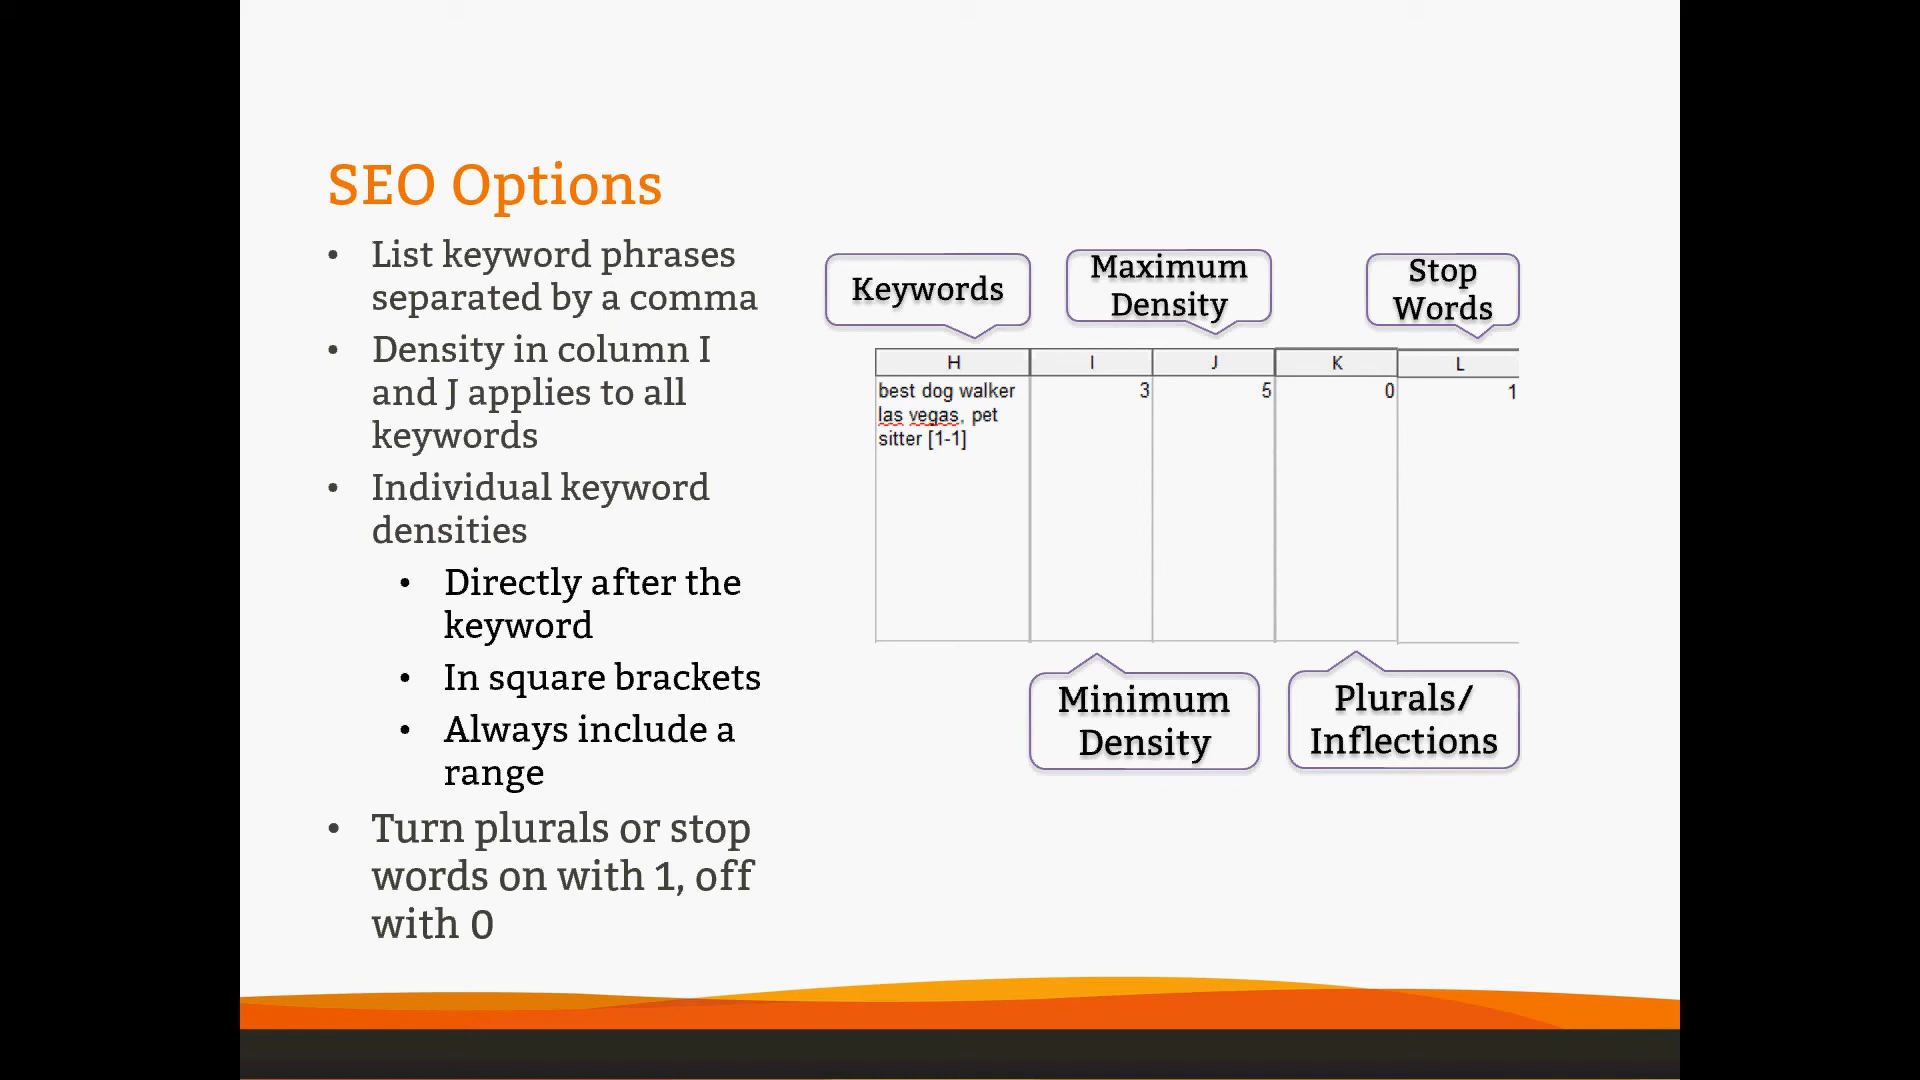 SEO Options
• List keyword phrases
separated by a comma
• Density in column I
and J applies to all
keywords
• Individual keyword
densities
• Directly after the
keyword
• In square brackets
• Always include a
range
• Turn plurals or stop
words on with 1, off
with 0
Keywords
Maximum
Density
Stop
Words
H I J K L
best dog walker 3 5 0 1
las vegas, pet
sitter [1-1]
Minimum
Density
Plurals/
Inflections